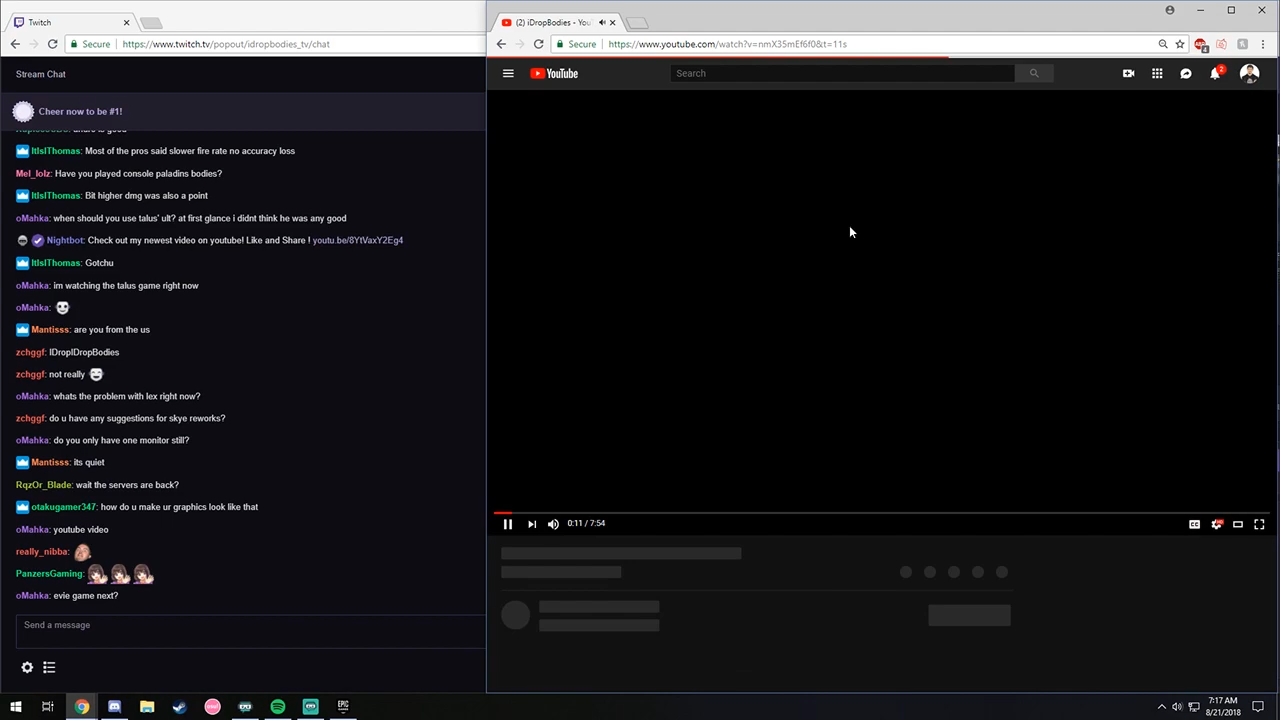 Twitch
(2) iDropBodies - You
Secure https://www.twitch.tv/popout/idropbodies_tv/chat
Secure https://www.youtube.com/watch?v=nmX35mEf6f0&t=11s
Stream Chat
YouTube
Search
2
Cheer now to be #1!
ItIsIThomas: Most of the pros said slower fire rate no accuracy loss
Mel_lolz: Have you played console paladins bodies?
ItIsIThomas: Bit higher dmg was also a point
oMahka: when should you use talus' ult? at first glance i didnt think he was any good
Nightbot: Check out my newest video on youtube! Like and Share ! youtu.be/8YtVaxY2Eg4
ItIsIThomas: Gotchu
oMahka: im watching the talus game right now
oMahka:
Mantisss: are you from the us
zchggf: IDropIDropBodies
zchggf: not really
oMahka: whats the problem with lex right now?
zchggf: do u have any suggestions for skye reworks?
oMahka: do you only have one monitor still?
Mantisss: its quiet
RqzOr_Blade: wait the servers are back?
otakugamer347: how do u make ur graphics look like that
oMahka: youtube video
really_nibba:
PanzersGaming:
oMahka: evie game next?
0:11 / 7:54
CC
Send a message
EPIC
7:17 AM
8/21/2018